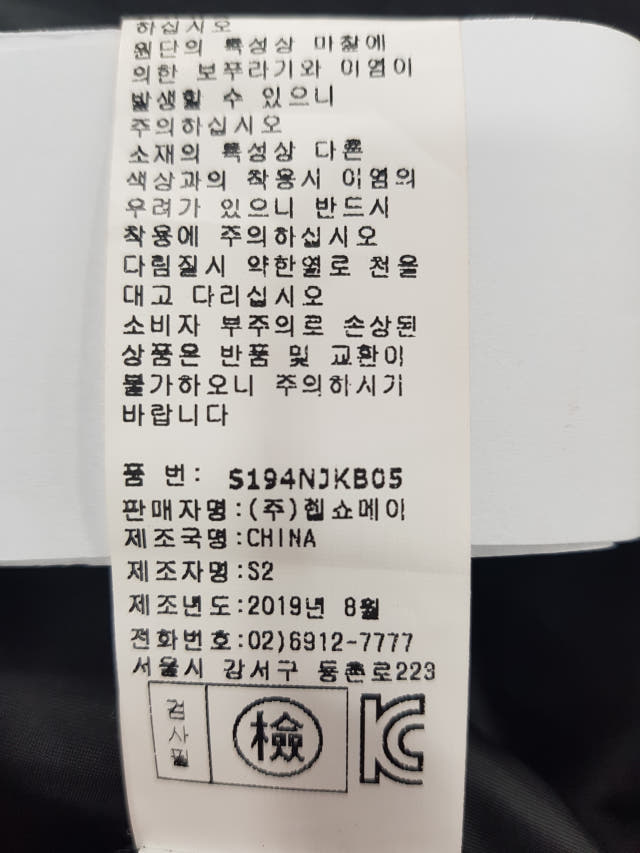 하십시오
원단의 특성상 마찰에
의한 보푸라기와 이염이
발생할 수 있으니
주의하십시오
소재의 특성상 다른
색상과의 착용시 이염의
우려가 있으니 반드시
착용에 주의하십시오
다림질시 약한열로 천을
대고 다리십시오
소비자 부주의로 손상된
상품은 반품 및 교환이
불가하오니 주의하시기
바랍니다
품 번: S194NJKB05
판매자명:(주)췝쇼메이
제조국명:CHINA
제조자명:S2
제조년도:2019년 8월
전화번호:02)6912-7777
서울시 강서구 등촌로223
검사필 檢 KC